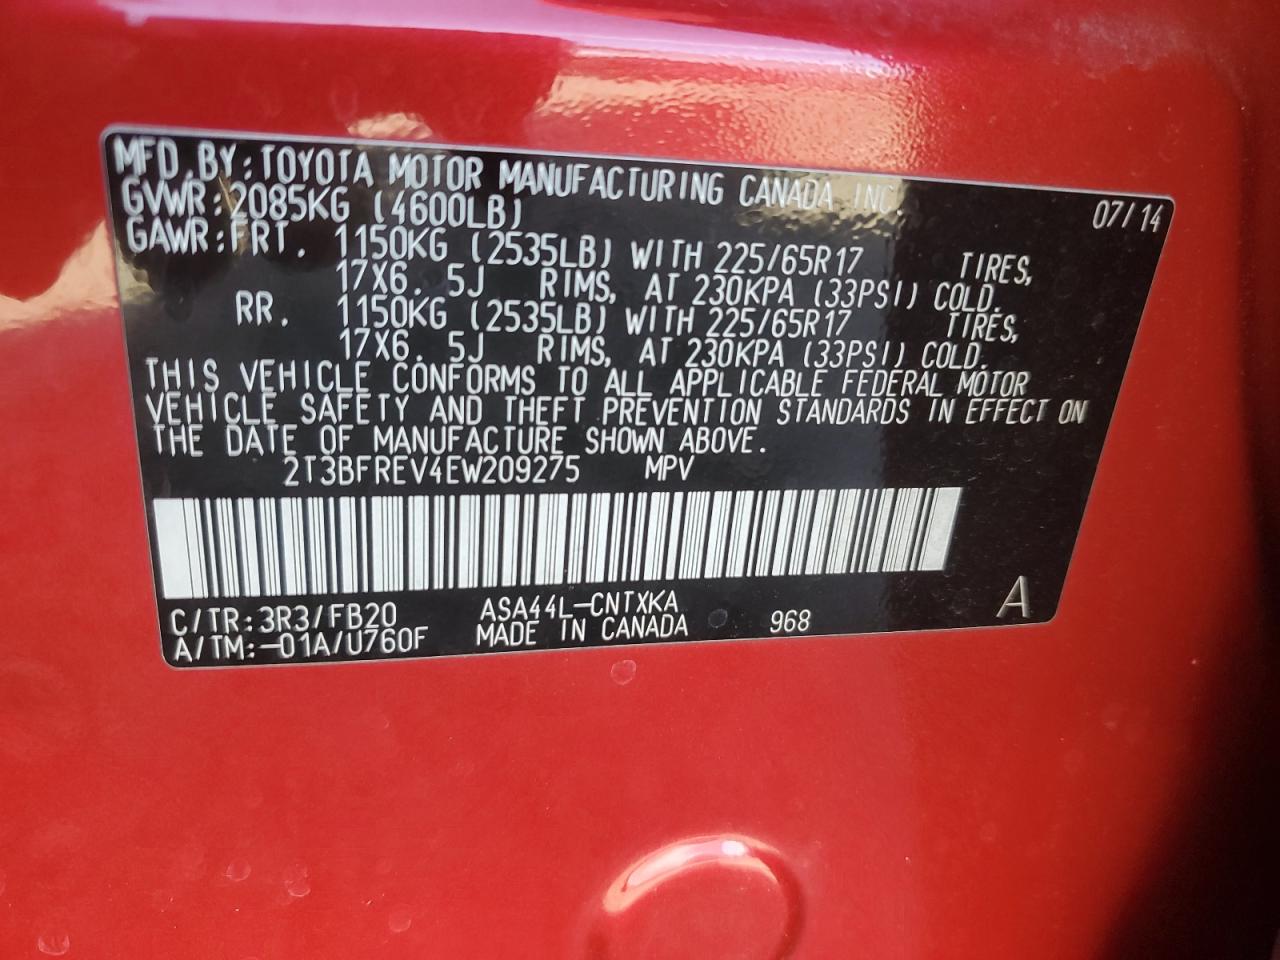 MFD. BY: TOYOTA MOTOR MANUFACTURING CANADA INC. 07/14
GVWR: 2085KG (4600LB)
GAWR: FRT. 1150KG (2535LB) WITH 225/65R17 TIRES,
17X6. 5J RIMS, AT 230KPA (33PSI) COLD.
RR. 1150KG (2535LB) WITH 225/65R17 TIRES,
17X6. 5J RIMS, AT 230KPA (33PSI) COLD.
THIS VEHICLE CONFORMS TO ALL APPLICABLE FEDERAL MOTOR
VEHICLE SAFETY AND THEFT PREVENTION STANDARDS IN EFFECT ON
THE DATE OF MANUFACTURE SHOWN ABOVE.
2T3BFREV4EW209275 MPV
C/TR: 3R3/FB20 ASA44L-CNTXKA
A/TM: -01A/U760F MADE IN CANADA 968 A